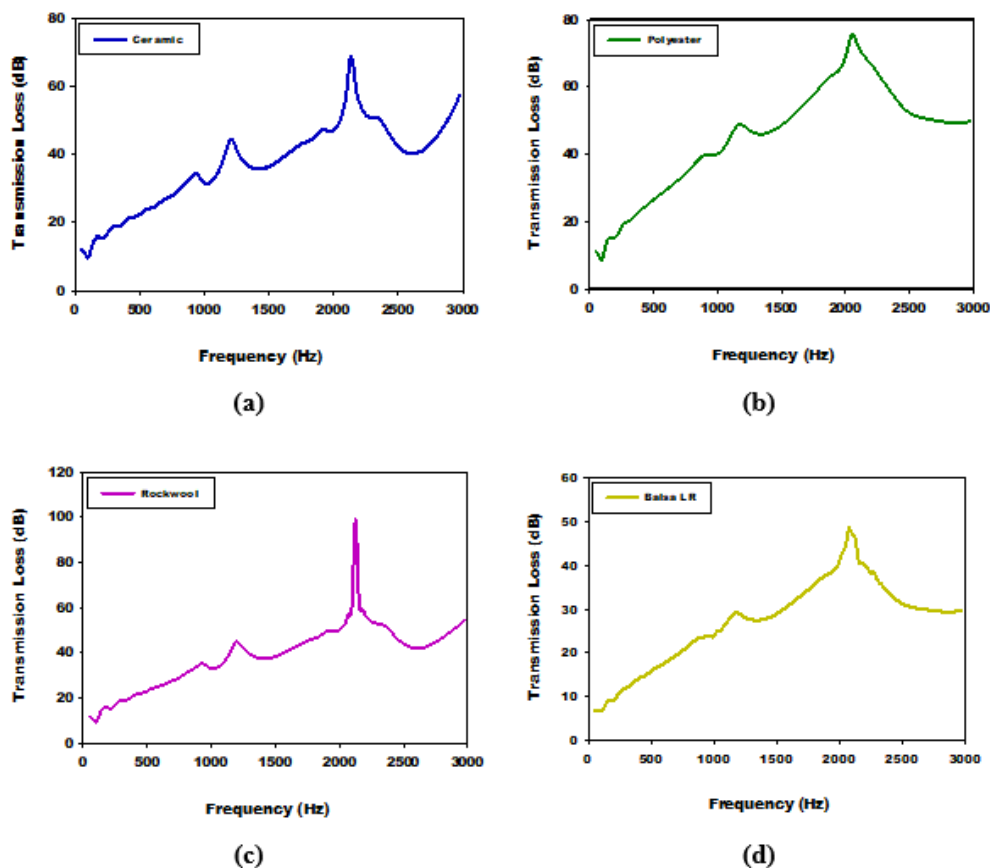 Ceramic
Transmission Loss (dB)
80
60
40
20
0
0 500 1000 1500 2000 2500 3000
Frequency (Hz)
(a)
Polyester
Transmission Loss (dB)
80
60
40
20
0
0 500 1000 1500 2000 2500 3000
Frequency (Hz)
(b)
Rockwool
Transmission Loss (dB)
120
100
80
60
40
20
0
0 500 1000 1500 2000 2500 3000
Frequency (Hz)
(c)
Balsa LR
Transmission Loss (dB)
60
50
40
30
20
10
0
0 500 1000 1500 2000 2500 3000
Frequency (Hz)
(d)